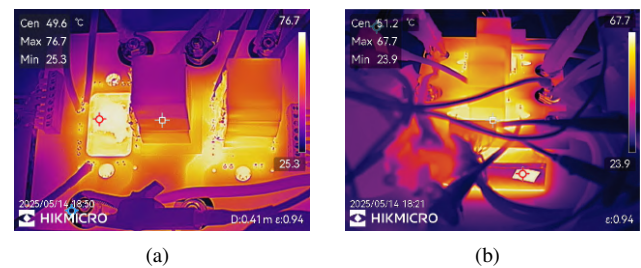 Cen 49.6 ℃
Max 76.7
Min 25.3
76.7
25.3
2025/05/14 18:50
HIKMICRO
D:0.41m ε:0.94
(a)
Cen 51.2 ℃
Max 67.7
Min 23.9
67.7
23.9
2025/05/14 18:21
HIKMICRO
ε:0.94
(b)